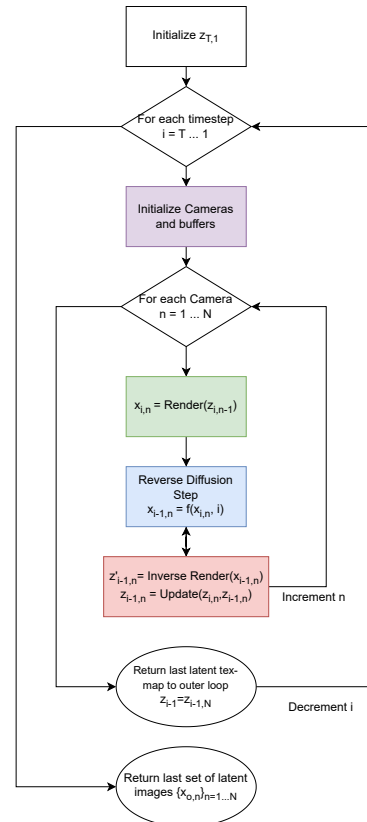 Initialize z_{T,1}
For each timestep
i = T ... 1
Initialize Cameras
and buffers
For each Camera
n = 1 ... N
x_{i,n} = Render(z_{i,n-1})
Reverse Diffusion
Step
x_{i-1,n} = f(x_{i,n}, i)
z'_{i-1,n}= Inverse Render(x_{i-1,n})
z_{i-1,n} = Update(z_{i,n},z_{i-1,n})
Increment n
Return last latent tex-
map to outer loop
z_{i-1}=z_{i-1,N}
Decrement i
Return last set of latent
images {x_{o,n}}_{n=1...N}